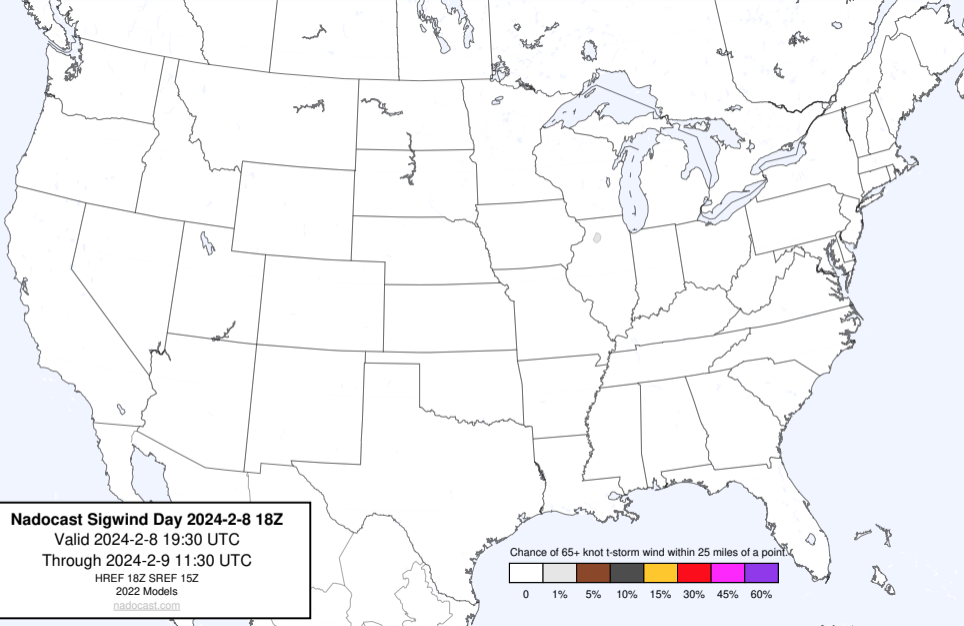 Nadocast Sigwind Day 2024-2-8 18Z
Valid 2024-2-8 19:30 UTC
Through 2024-2-9 11:30 UTC
HREF 18Z SREF 15Z
2022 Models
nadocast.com
Chance of 65+ knot t-storm wind within 25 miles of a point.
0 1% 5% 10% 15% 30% 45% 60%